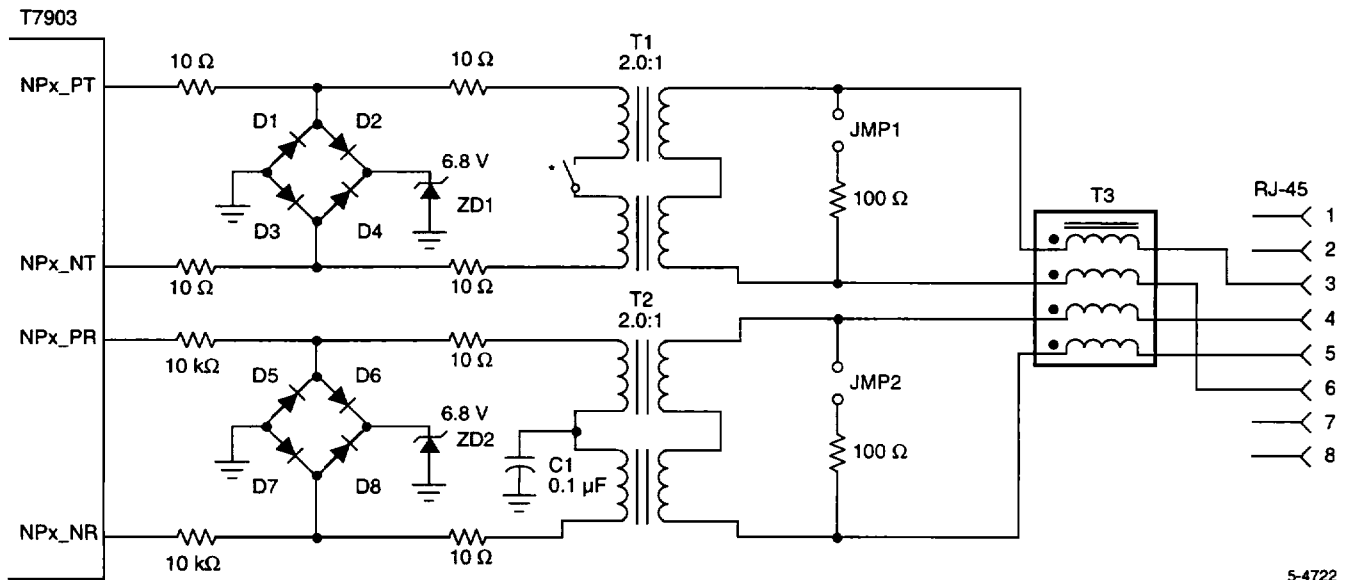 T7903
T1
2.0:1
10 Ω
10 Ω
NPx_PT
D1
D2
6.8 V
ZD1
*
D3
D4
JMP1
100 Ω
T3
RJ-45
1
2
3
4
5
6
7
8
NPx_NT
10 Ω
10 Ω
T2
2.0:1
NPx_PR
10 kΩ
10 Ω
D5
D6
6.8 V
ZD2
D7
D8
C1
0.1 µF
JMP2
100 Ω
NPx_NR
10 kΩ
10 Ω
5-4722